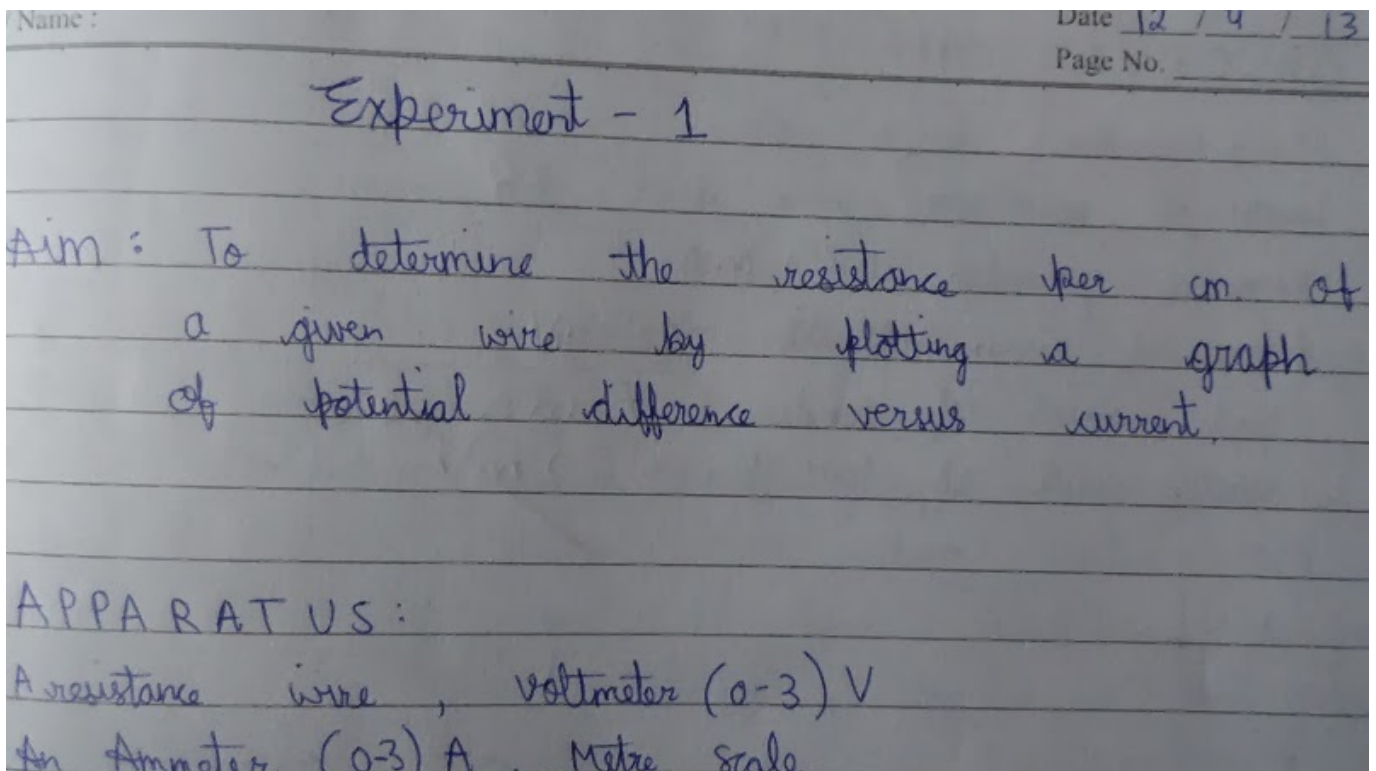 Name :
Date 12 / 4 / 13
Page No.
Experiment - 1
Aim : To determine the resistance per cm of
a given wire by plotting a graph
of potential difference versus current.
APPARATUS :
A resistance wire , voltmeter (0-3) V
An Ammeter (0-3) A , Metre Scale